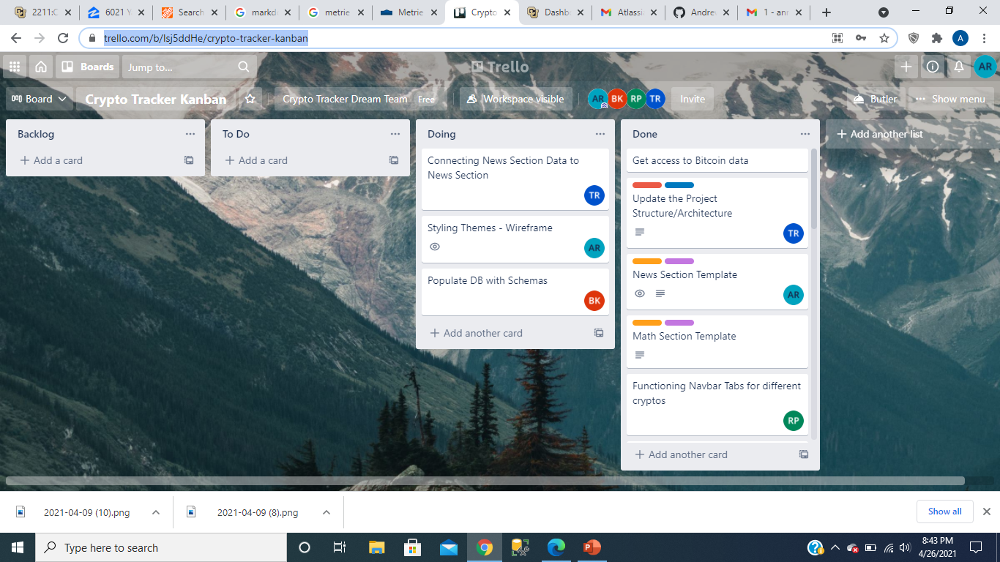 2211:C
6021 Y
Search
markd
metrie
Metrie
Crypto
Dashb
Atlassi
Andre
1 - ann
trello.com/b/lsj5ddHe/crypto-tracker-kanban
A
Boards
Jump to...
Trello
AR
Board
Crypto Tracker Kanban
Crypto Tracker Dream Team
Free
Workspace visible
AR
BK
RP
TR
Invite
Butler
... Show menu
Backlog
...
+ Add a card
To Do
...
+ Add a card
Doing
...
Connecting News Section Data to
News Section
TR
Styling Themes - Wireframe
AR
Populate DB with Schemas
BK
+ Add another card
Done
...
Get access to Bitcoin data
Update the Project
Structure/Architecture
TR
News Section Template
AR
Math Section Template
Functioning Navbar Tabs for different
cryptos
RP
+ Add another card
+ Add another list
2021-04-09 (10).png
2021-04-09 (8).png
Show all
Type here to search
8:43 PM
4/26/2021